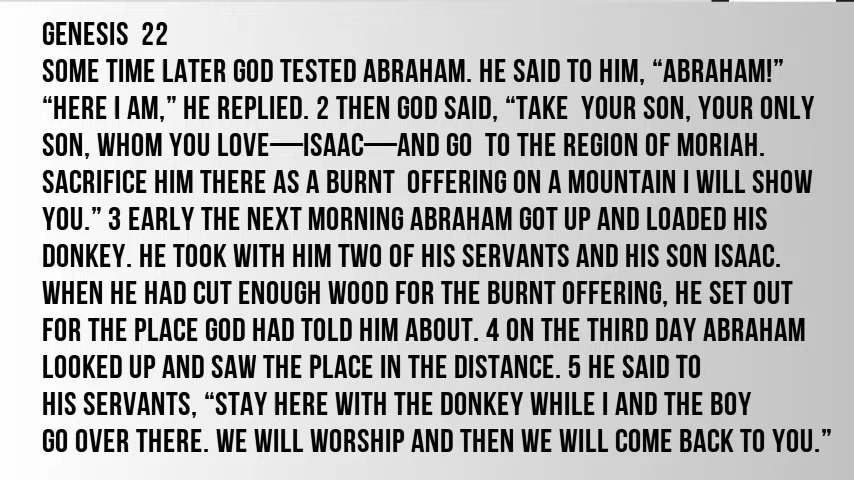 GENESIS 22
SOME TIME LATER GOD TESTED ABRAHAM. HE SAID TO HIM, “ABRAHAM!”
“HERE I AM,” HE REPLIED. 2 THEN GOD SAID, “TAKE YOUR SON, YOUR ONLY
SON, WHOM YOU LOVE—ISAAC—AND GO TO THE REGION OF MORIAH.
SACRIFICE HIM THERE AS A BURNT OFFERING ON A MOUNTAIN I WILL SHOW
YOU.” 3 EARLY THE NEXT MORNING ABRAHAM GOT UP AND LOADED HIS
DONKEY. HE TOOK WITH HIM TWO OF HIS SERVANTS AND HIS SON ISAAC.
WHEN HE HAD CUT ENOUGH WOOD FOR THE BURNT OFFERING, HE SET OUT
FOR THE PLACE GOD HAD TOLD HIM ABOUT. 4 ON THE THIRD DAY ABRAHAM
LOOKED UP AND SAW THE PLACE IN THE DISTANCE. 5 HE SAID TO
HIS SERVANTS, “STAY HERE WITH THE DONKEY WHILE I AND THE BOY
GO OVER THERE. WE WILL WORSHIP AND THEN WE WILL COME BACK TO YOU.”